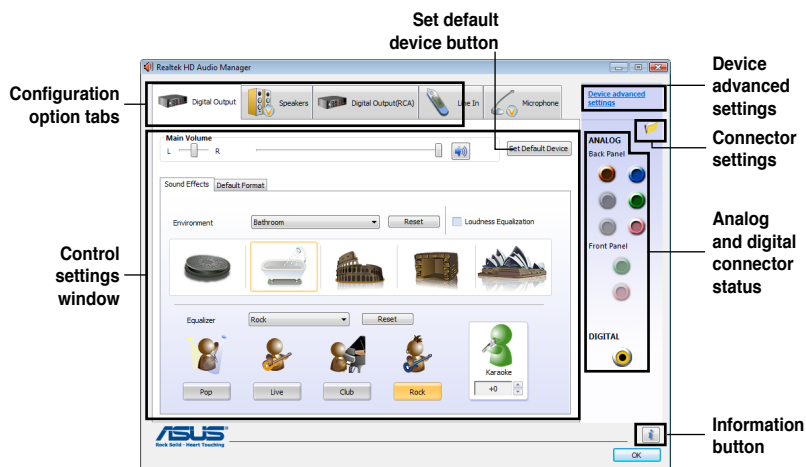 Set default
device button
Realtek HD Audio Manager
Configuration
option tabs
Digital Output
Speakers
Digital Output(RCA)
Line In
Microphone
Device advanced
settings
Device
advanced
settings
Main Volume
L
R
Set Default Device
Connector
settings
ANALOG
Back Panel
Sound Effects
Default Format
Environment
Bathroom
Reset
Loudness Equalization
Control
settings
window
Front Panel
Analog
and digital
connector
status
Equalizer
Rock
Reset
Pop
Live
Club
Rock
Karaoke
+0
DIGITAL
ASUS
Rock Solid · Heart Touching
i
Information
button
OK